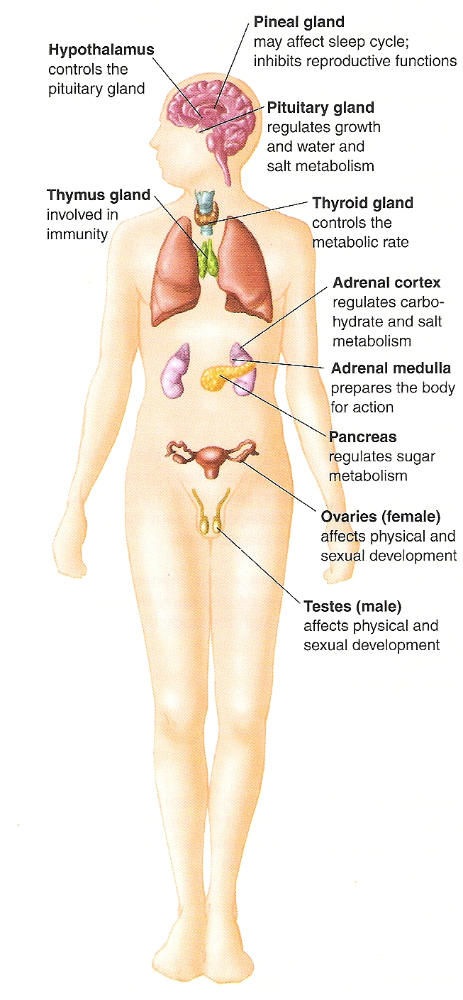 Pineal gland
may affect sleep cycle;
inhibits reproductive functions
Hypothalamus
controls the
pituitary gland
Pituitary gland
regulates growth
and water and
salt metabolism
Thymus gland
involved in
immunity
Thyroid gland
controls the
metabolic rate
Adrenal cortex
regulates carbo-
hydrate and salt
metabolism
Adrenal medulla
prepares the body
for action
Pancreas
regulates sugar
metabolism
Ovaries (female)
affects physical and
sexual development
Testes (male)
affects physical and
sexual development